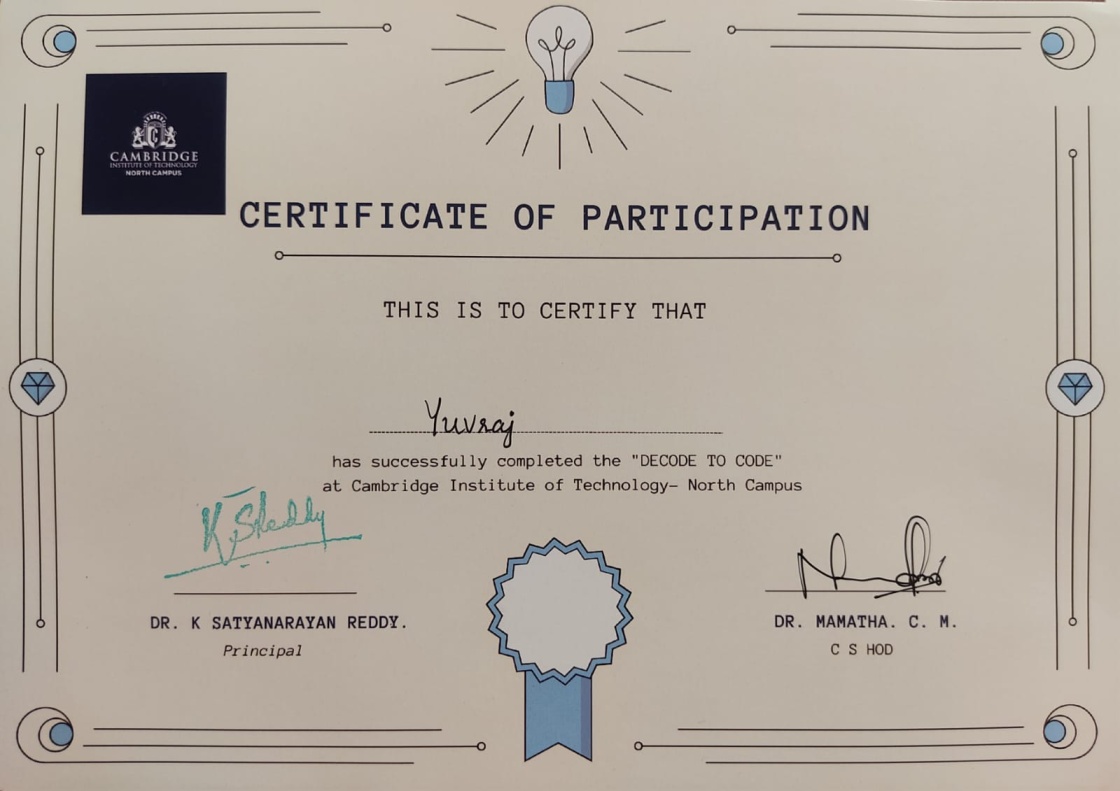 CAMBRIDGE
INSTITUTE OF TECHNOLOGY
NORTH CAMPUS
CERTIFICATE OF PARTICIPATION
THIS IS TO CERTIFY THAT
Yuvraj
has successfully completed the "DECODE TO CODE"
at Cambridge Institute of Technology– North Campus
K S Reddy
DR. K SATYANARAYAN REDDY.
Principal
DR. MAMATHA. C. M.
C S HOD